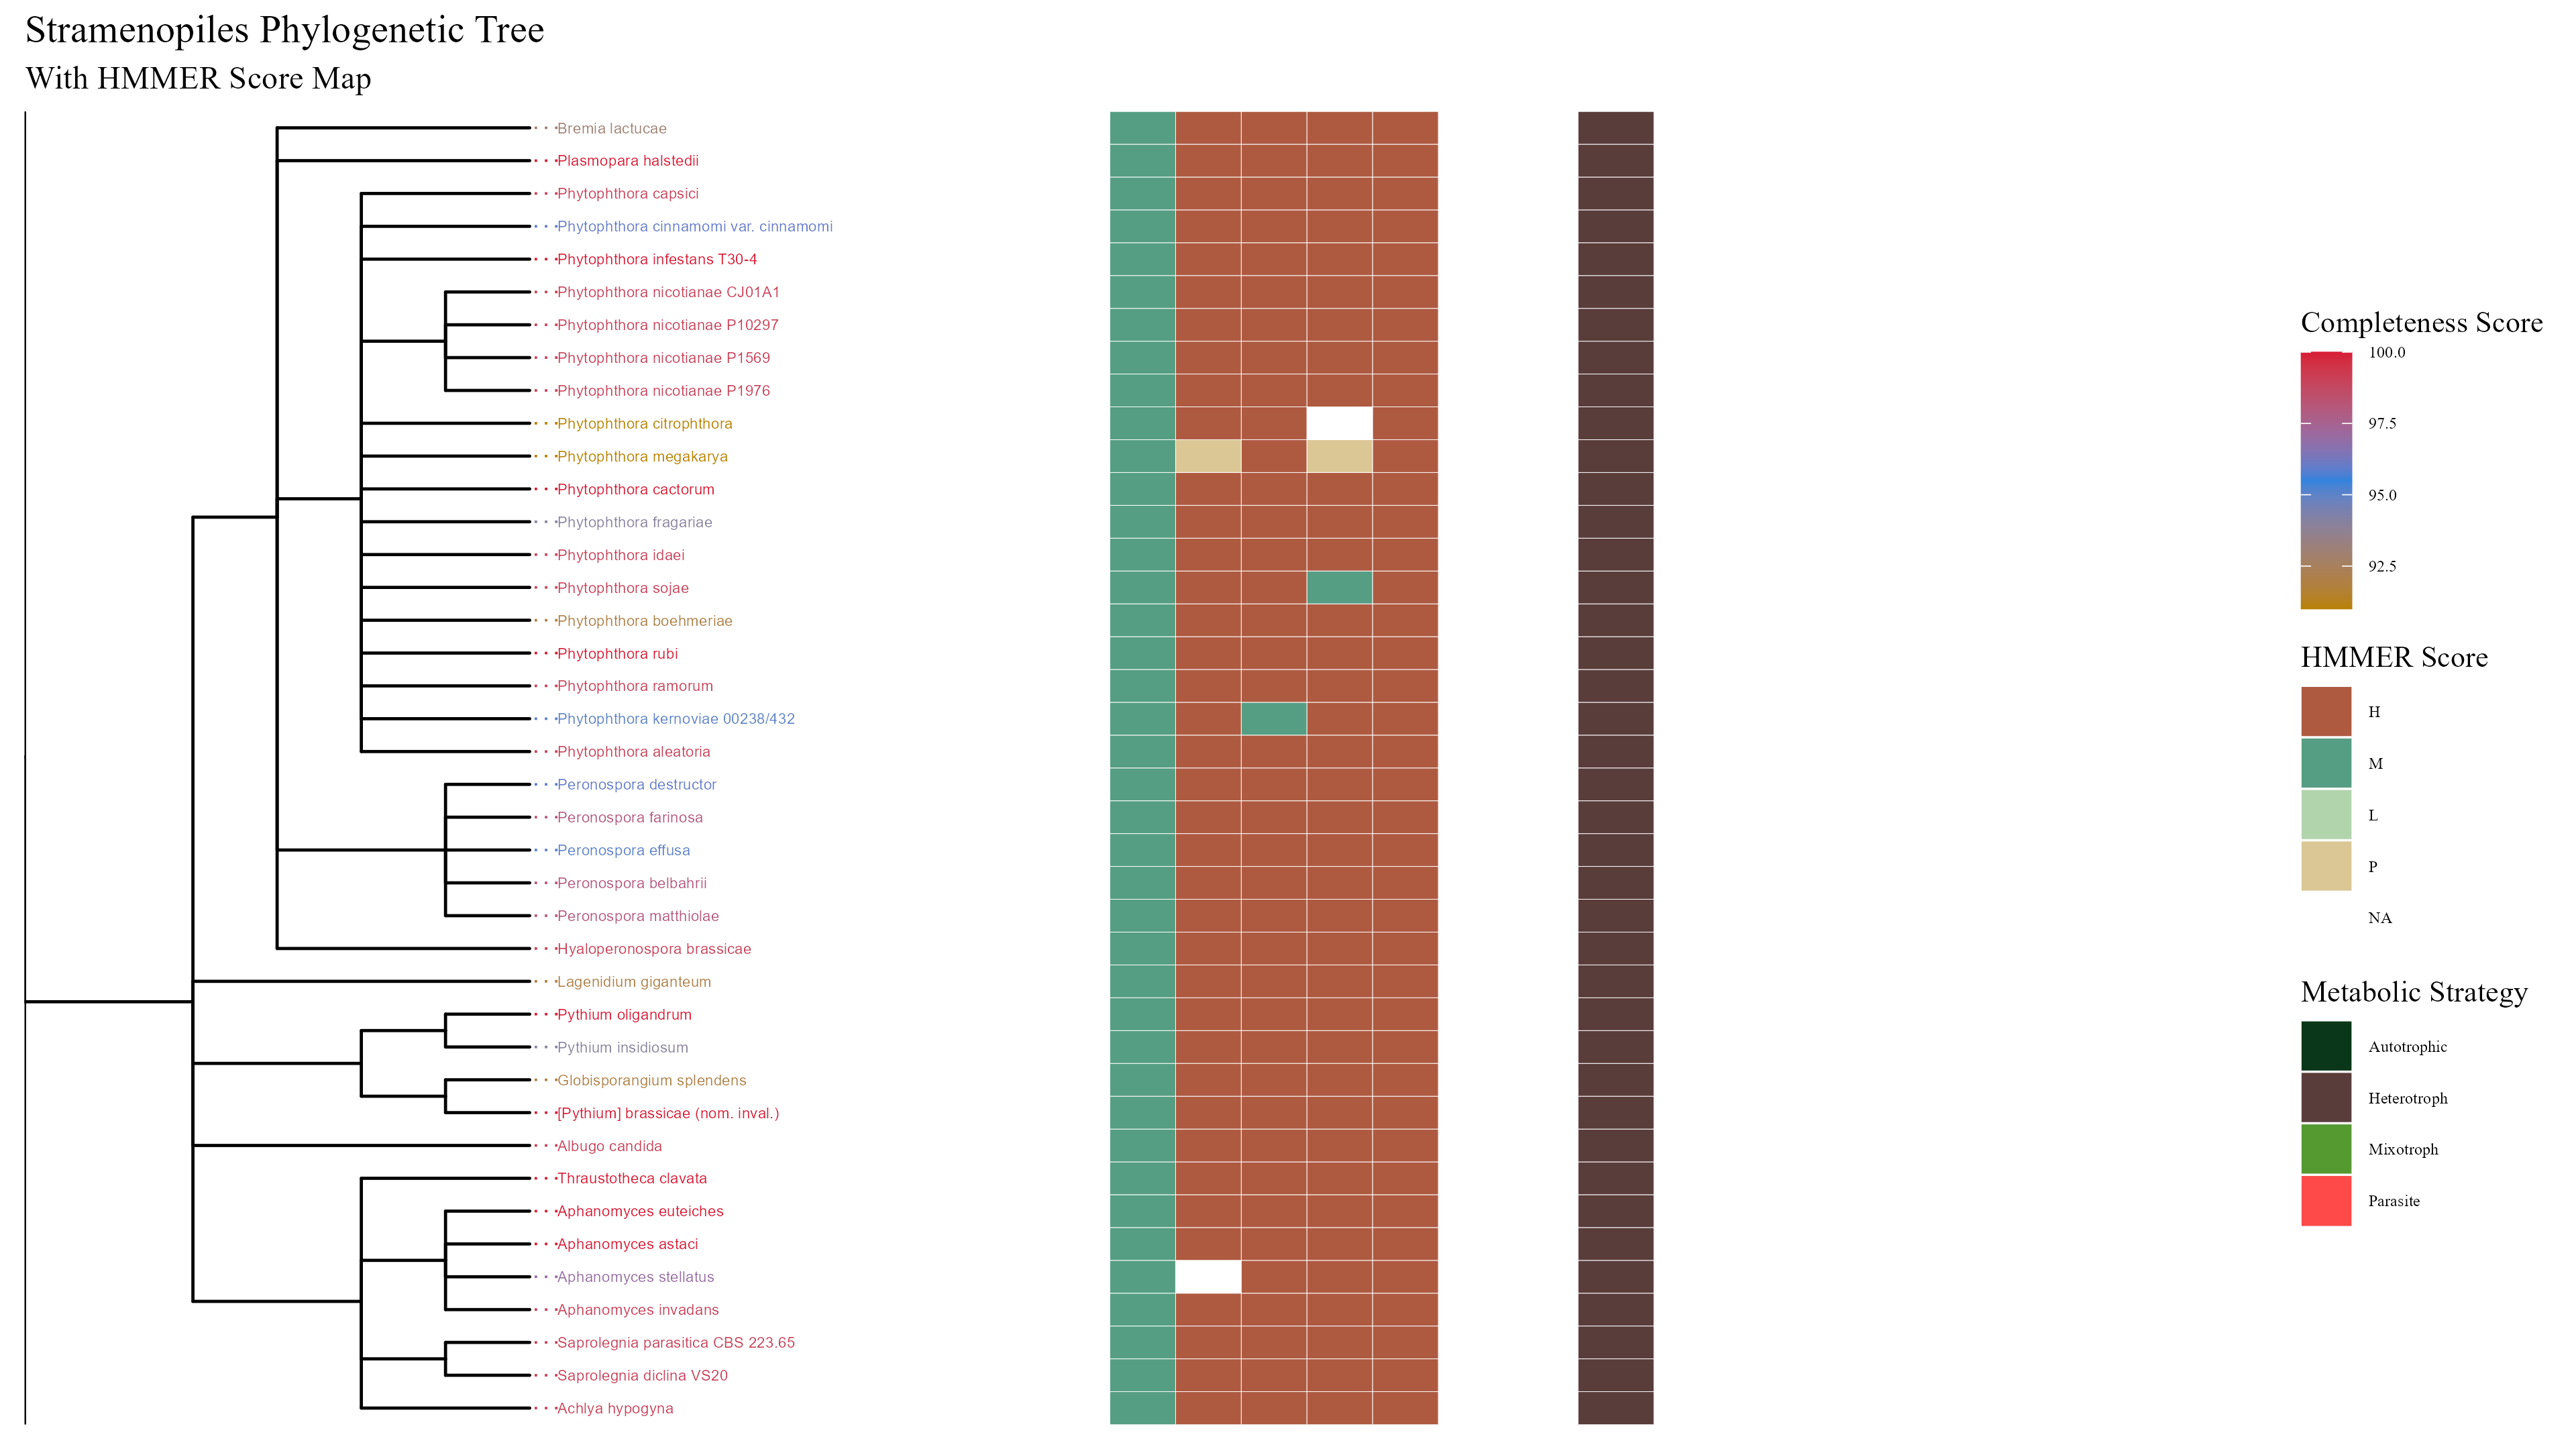 Stramenopiles Phylogenetic Tree
With HMMER Score Map
Bremia lactucae
Plasmopara halstedii
Phytophthora capsici
Phytophthora cinnamomi var. cinnamomi
Phytophthora infestans T30-4
Phytophthora nicotianae CJ01A1
Phytophthora nicotianae P10297
Phytophthora nicotianae P1569
Phytophthora nicotianae P1976
Phytophthora citrophthora
Phytophthora megakarya
Phytophthora cactorum
Phytophthora fragariae
Phytophthora idaei
Phytophthora sojae
Phytophthora boehmeriae
Phytophthora rubi
Phytophthora ramorum
Phytophthora kernoviae 00238/432
Phytophthora aleatoria
Peronospora destructor
Peronospora farinosa
Peronospora effusa
Peronospora belbahrii
Peronospora matthiolae
Hyaloperonospora brassicae
Lagenidium giganteum
Pythium oligandrum
Pythium insidiosum
Globisporangium splendens
[Pythium] brassicae (nom. inval.)
Albugo candida
Thraustotheca clavata
Aphanomyces euteiches
Aphanomyces astaci
Aphanomyces stellatus
Aphanomyces invadans
Saprolegnia parasitica CBS 223.65
Saprolegnia diclina VS20
Achlya hypogyna
Completeness Score
100.0
97.5
95.0
92.5
HMMER Score
H
M
L
P
NA
Metabolic Strategy
Autotrophic
Heterotroph
Mixotroph
Parasite